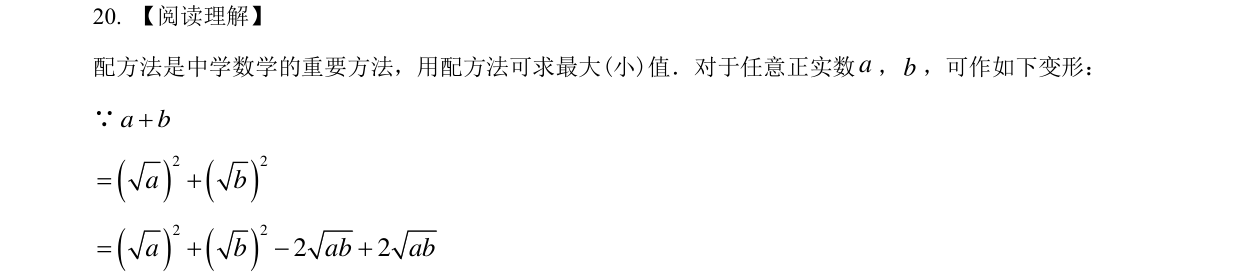 20. 【阅读理解】
配方法是中学数学的重要方法，用配方法可求最大(小)值．对于任意正实数a，b，可作如下变形：
∵ a+b
=(√a)²+(√b)²
=(√a)²+(√b)²−2√ab+2√ab